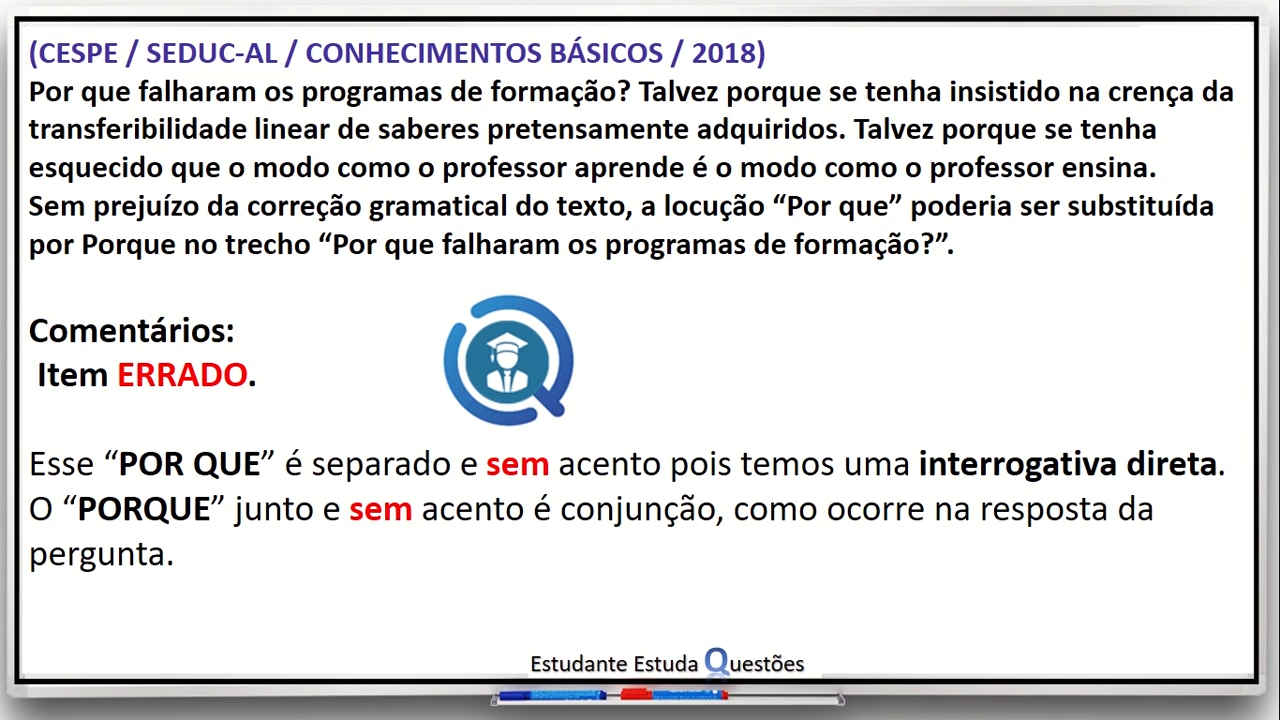 (CESPE / SEDUC-AL / CONHECIMENTOS BÁSICOS / 2018)
Por que falharam os programas de formação? Talvez porque se tenha insistido na crença da
transferibilidade linear de saberes pretensamente adquiridos. Talvez porque se tenha
esquecido que o modo como o professor aprende é o modo como o professor ensina.
Sem prejuízo da correção gramatical do texto, a locução “Por que” poderia ser substituída
por Porque no trecho “Por que falharam os programas de formação?”.
Comentários:
Item ERRADO.
Esse “POR QUE” é separado e sem acento pois temos uma interrogativa direta.
O “PORQUE” junto e sem acento é conjunção, como ocorre na resposta da
pergunta.
Estudante Estuda Questões